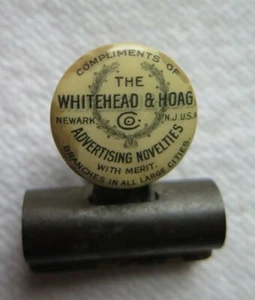 COMPLIMENTS OF
THE
WHITEHEAD & HOAG
NEWARK, N.J. U.S.A.
Co.
ADVERTISING NOVELTIES
WITH MERIT.
BRANCHES IN ALL LARGE CITIES.